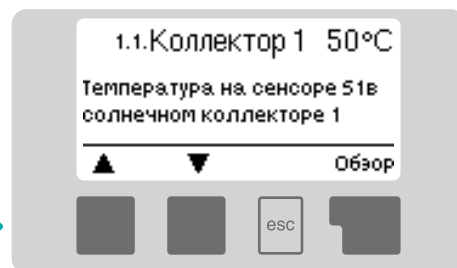 1.1.Коллектор 1 50°C
Температура на сенсоре S1в
солнечном коллекторе 1
▲ ▼ Обзор
esc